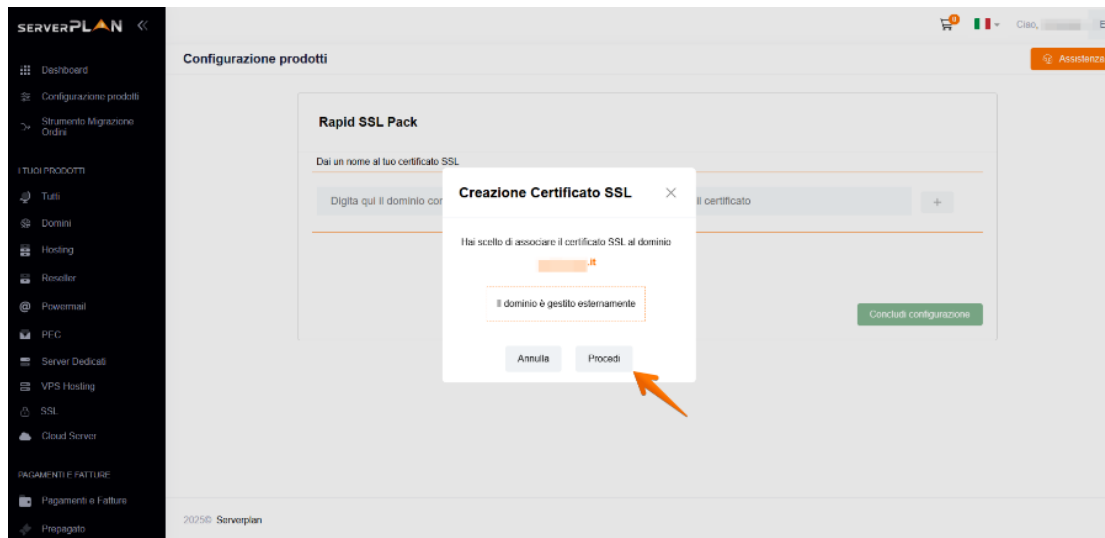 SERVERPLAN
0
Ciao,
E
Configurazione prodotti
Assistenza
Dashboard
Configurazione prodotti
Strumento Migrazione
Ordini
I TUOI PRODOTTI
Tutti
Domini
Hosting
Reseller
Powermail
PEC
Server Dedicati
VPS Hosting
SSL
Cloud Server
PAGAMENTI E FATTURE
Pagamenti e Fatture
Prepagato
Rapid SSL Pack
Dai un nome al tuo certificato SSL
Digita qui il dominio con
il certificato
+
Concludi configurazione
Creazione Certificato SSL
Hai scelto di associare il certificato SSL al dominio
.it
Il dominio è gestito esternamente
Annulla
Procedi
2025© Serverplan